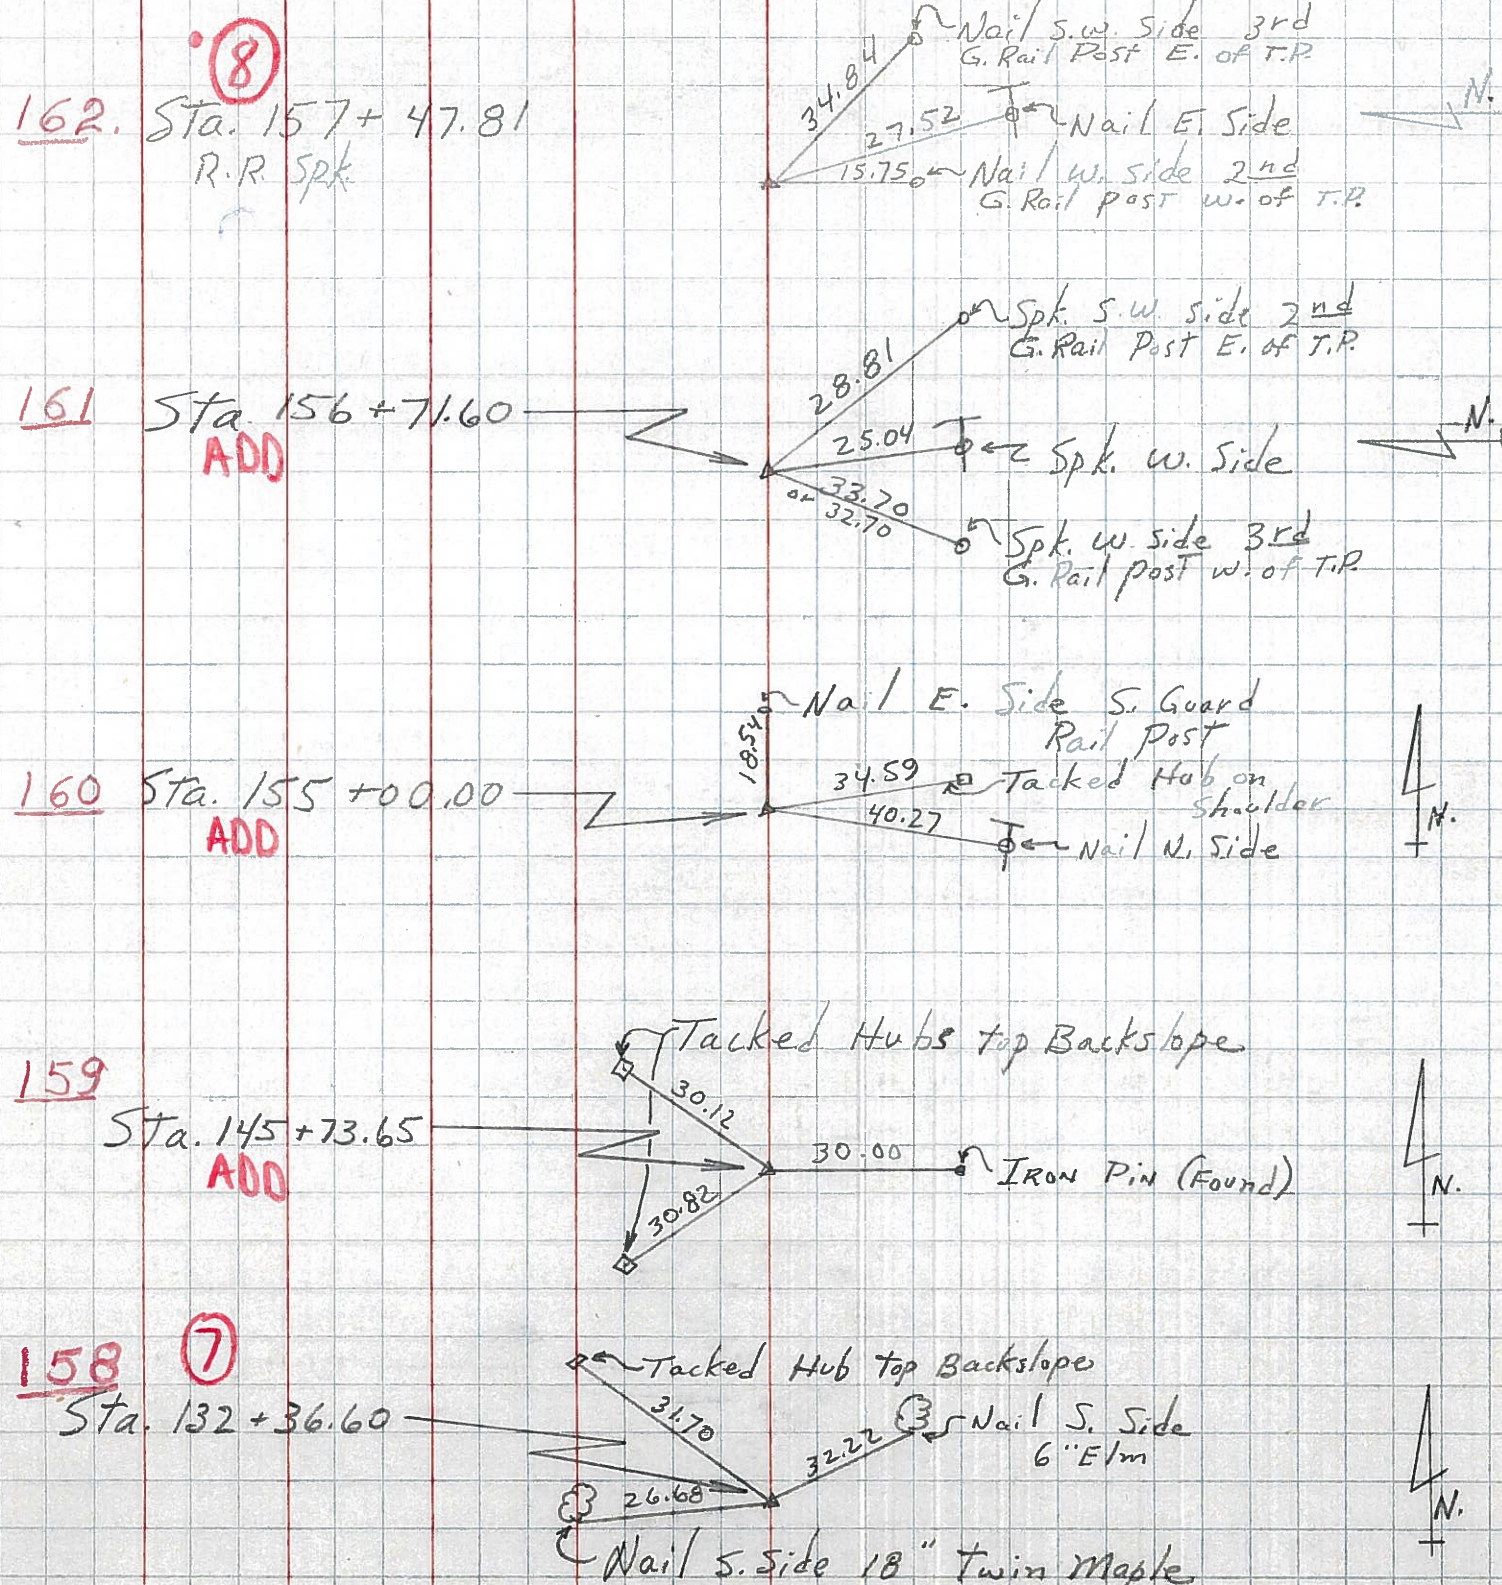 8
34.84
Nail S.W. Side 3rd
G. Rail Post E. of T.P.
N.
162. Sta. 157+47.81
R.R. Spk
27.52
Nail E. Side
15.75
Nail W. Side 2nd
G. Rail post W. of T.P.
Spk. S.W. Side 2nd
G. Rail Post E. of T.P.
28.81
161 Sta. 156+71.60
ADD
N.
25.04
Spk. W. Side
33.70
or 32.70
Spk. W. Side 3rd
G. Rail post W. of T.P.
Nail E. Side S. Guard
Rail Post
18.54
160 Sta. 155+00.00
ADD
34.59
Tacked Hub on
Shoulder
40.27
Nail N. Side
N.
Tacked Hubs top Backslope
159
30.12
Sta. 145+73.65
ADD
30.00
Iron Pin (Found)
30.82
N.
7
158
Sta. 132+36.60
Tacked Hub top Backslope
31.70
32.22
Nail S. Side
6" Elm
26.68
N.
Nail S. Side 18" Twin Maple